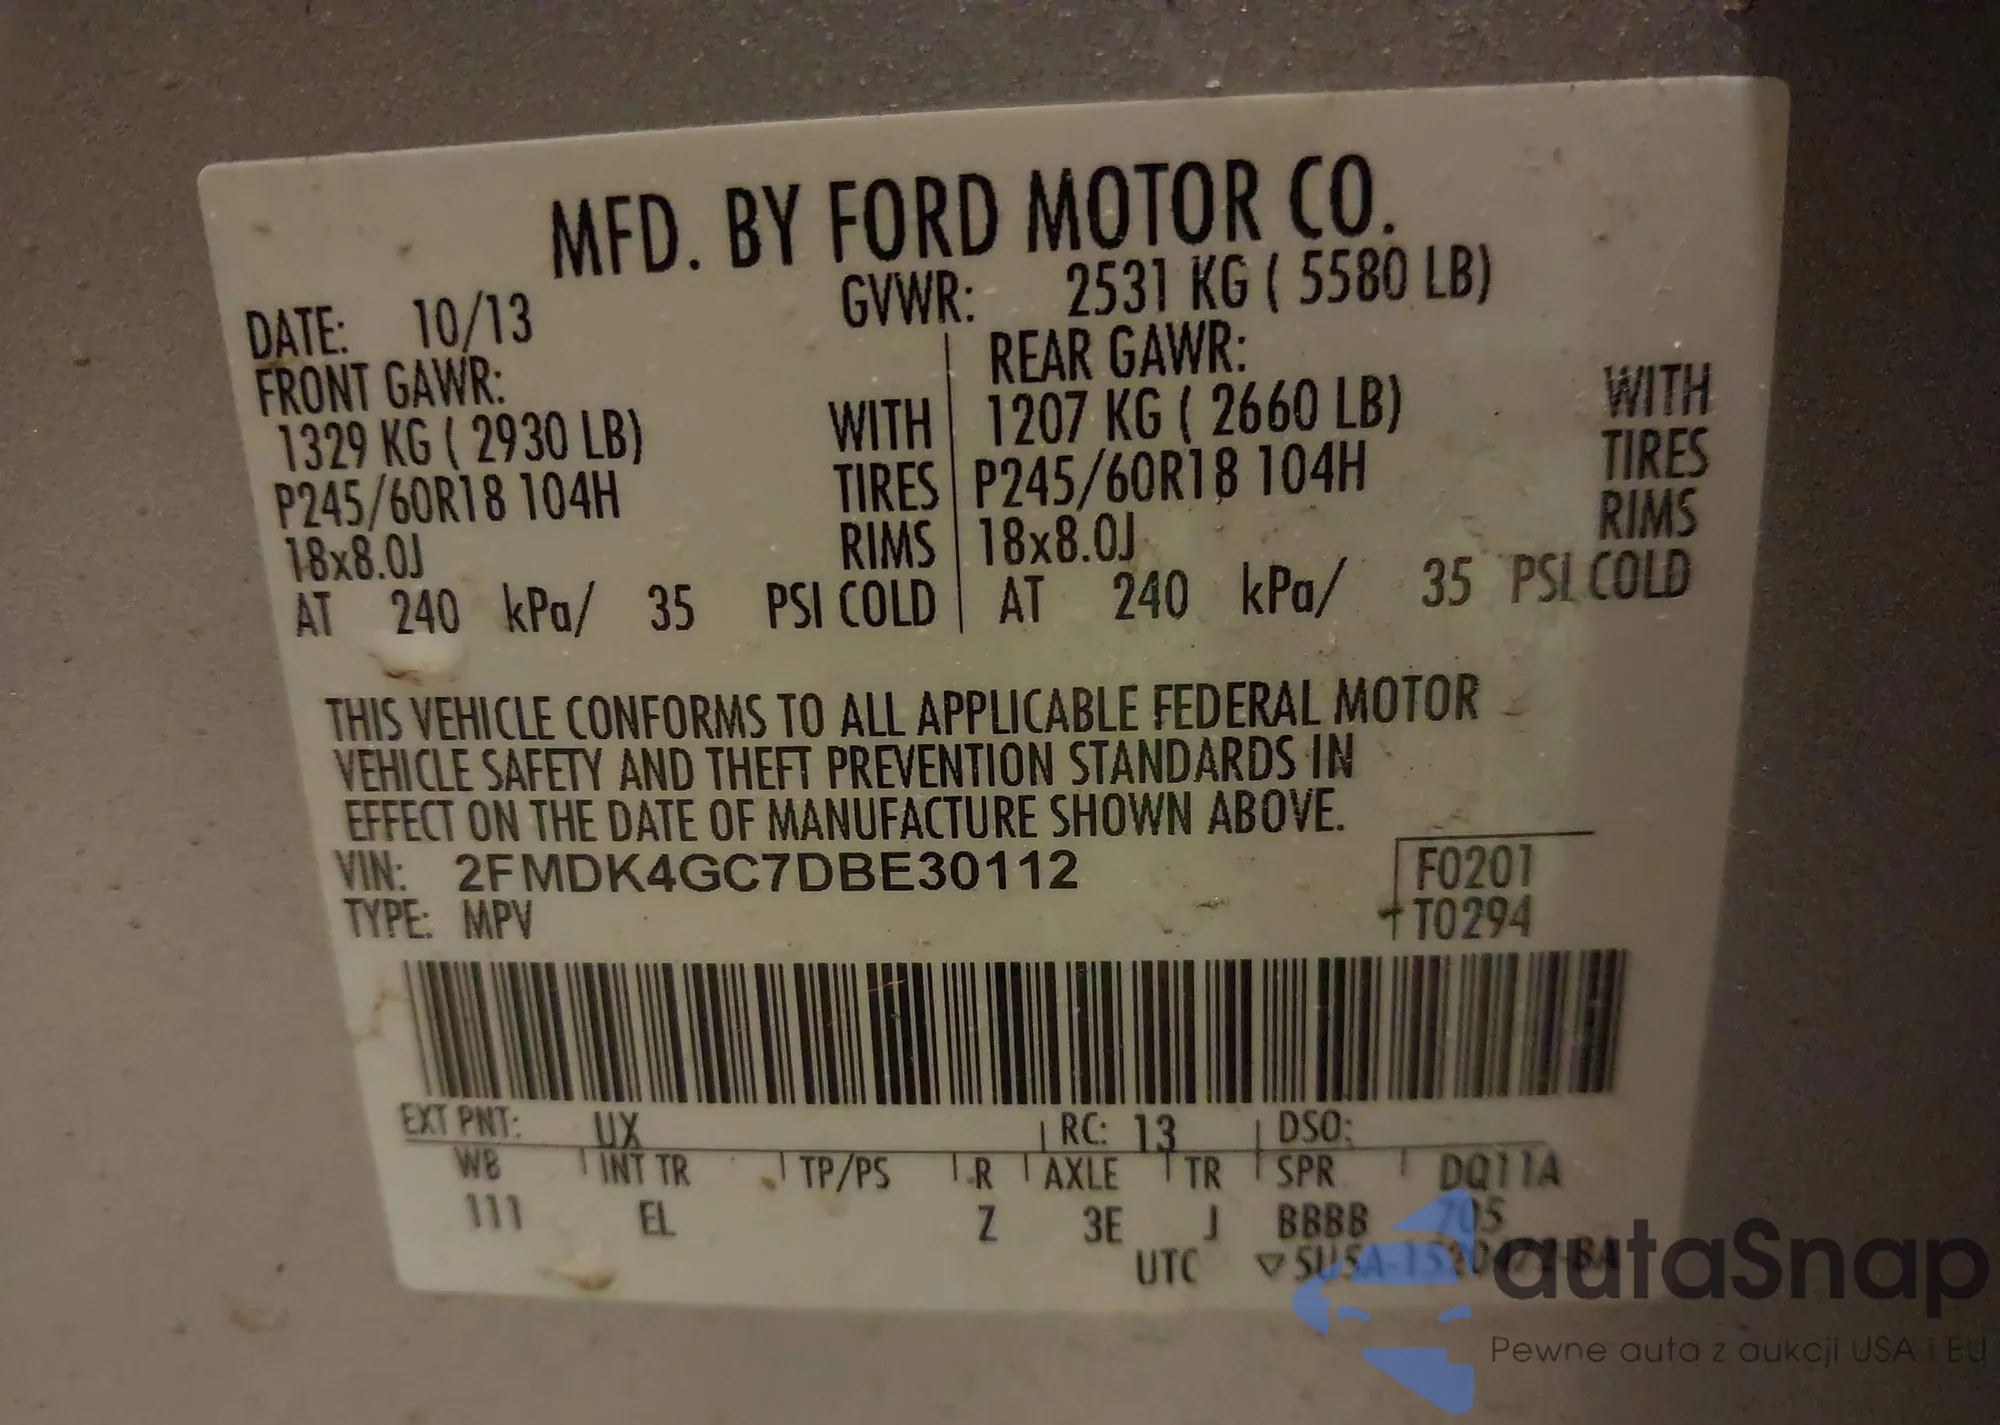 MFD. BY FORD MOTOR CO.
DATE: 10/13 GVWR: 2531 KG ( 5580 LB)
FRONT GAWR: REAR GAWR:
1329 KG ( 2930 LB) WITH 1207 KG ( 2660 LB) WITH
P245/60R18 104H TIRES P245/60R18 104H TIRES
18x8.0J RIMS 18x8.0J RIMS
AT 240 kPa/ 35 PSI COLD AT 240 kPa/ 35 PSI COLD
THIS VEHICLE CONFORMS TO ALL APPLICABLE FEDERAL MOTOR
VEHICLE SAFETY AND THEFT PREVENTION STANDARDS IN
EFFECT ON THE DATE OF MANUFACTURE SHOWN ABOVE.
VIN: 2FMDK4GC7DBE30112 F0201
TYPE: MPV T0294
EXT PNT: UX RC: 13 DSO:
WB INT TR TP/PS R AXLE TR SPR DQ11A
111 EL Z 3E J BBBB 705
UTC ▽5U5A-1520472-BA
autaSnap
Pewne auta z aukcji USA i EU